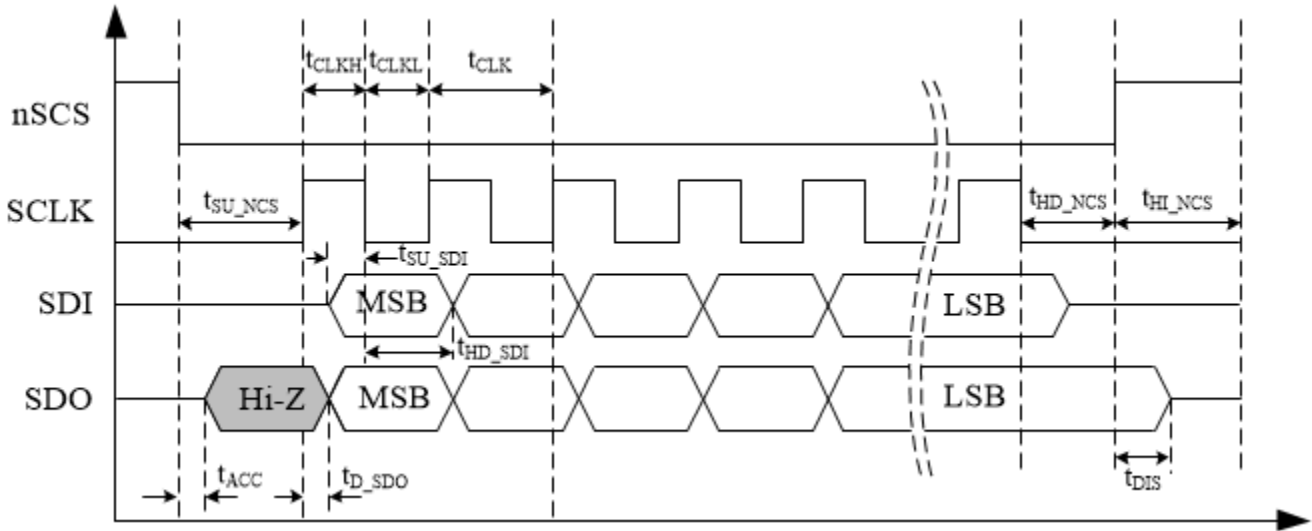 tCLKH tCLKL tCLK
nSCS
SCLK tSU_NCS tHD_NCS tHI_NCS
tSU_SDI
SDI MSB LSB
tHD_SDI
SDO Hi-Z MSB LSB
tACC tD_SDO tDIS